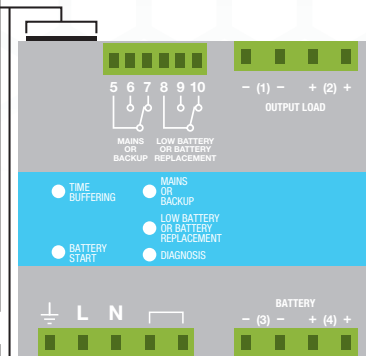 5 6 7 8 9 10
MAINS
OR
BACKUP
LOW BATTERY
OR BATTERY
REPLACEMENT
– (1) –
+ (2) +
OUTPUT LOAD
TIME
BUFFERING
MAINS
OR
BACKUP
LOW BATTERY
OR BATTERY
REPLACEMENT
BATTERY
START
DIAGNOSIS
L N
BATTERY
– (3) –
+ (4) +